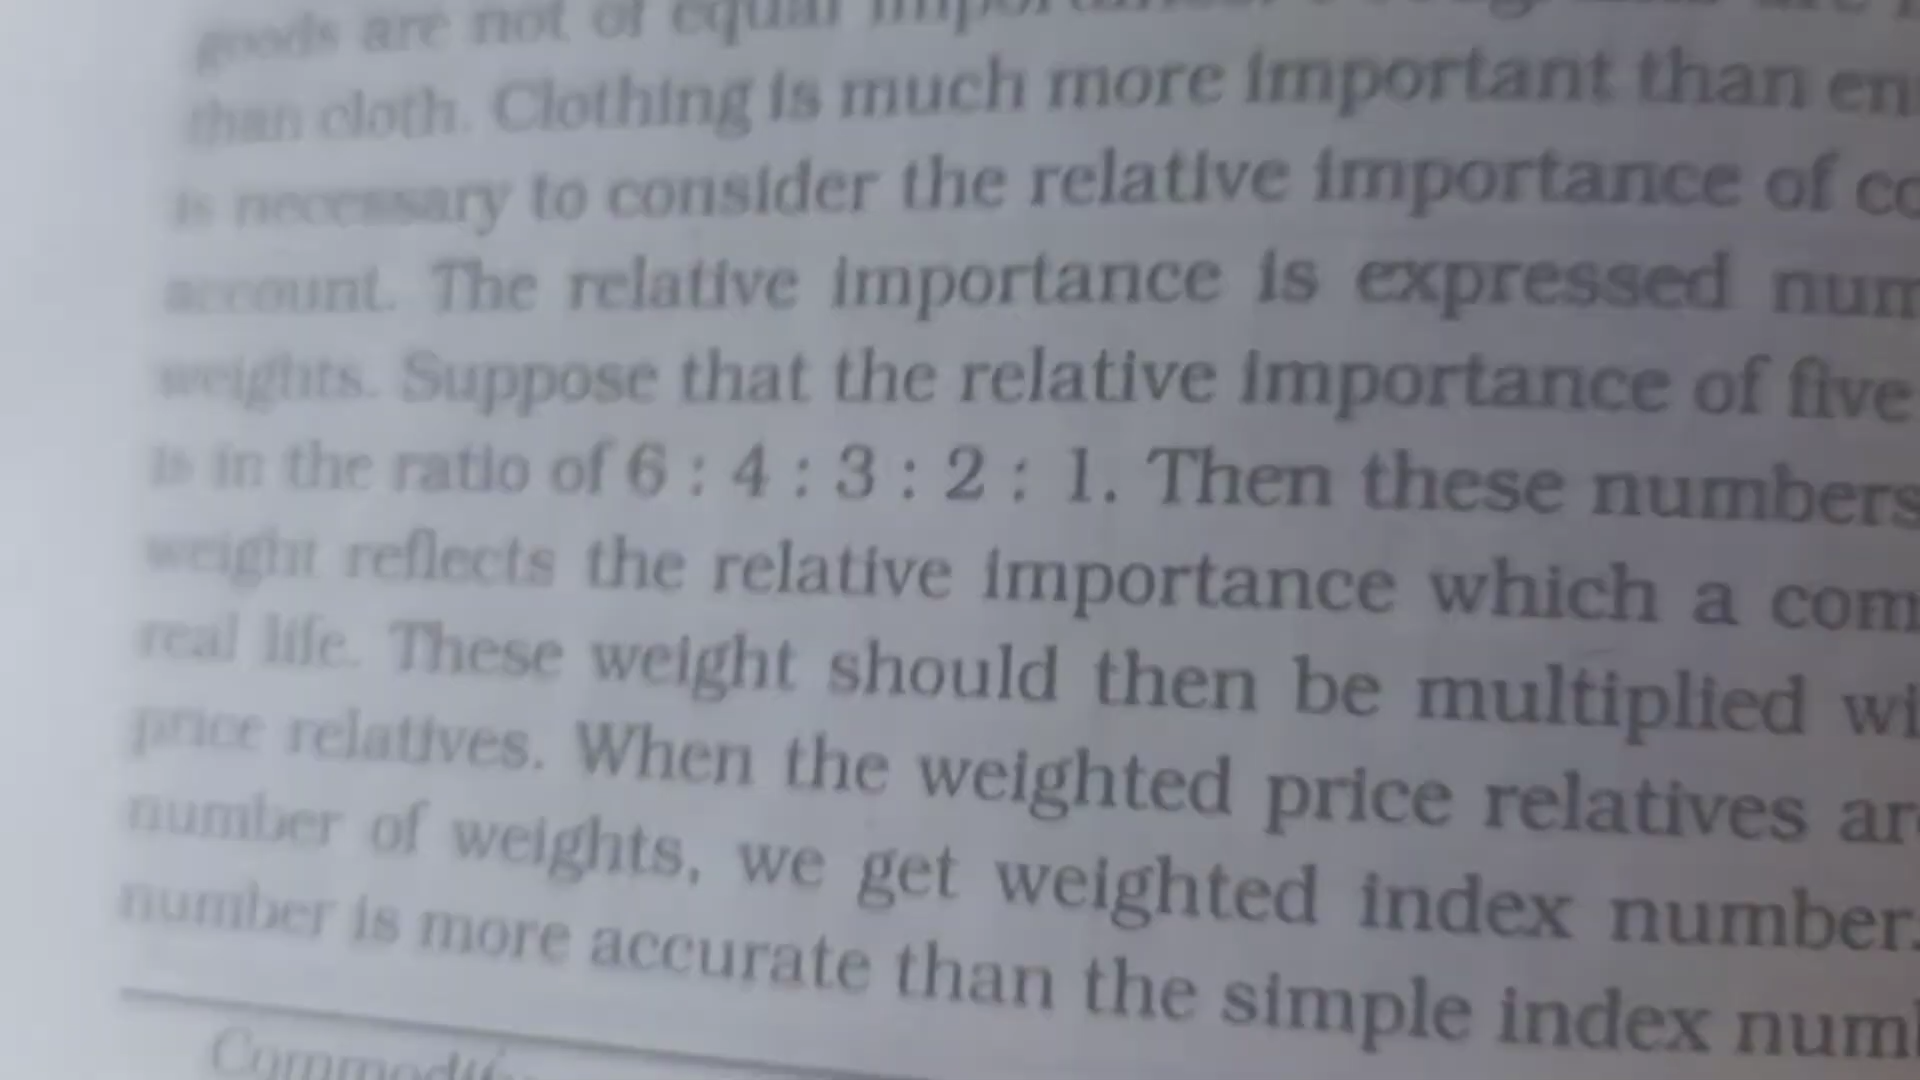 goods are not of equal
than cloth. Clothing is much more important than
is necessary to consider the relative importance of
account. The relative importance is expressed
weights. Suppose that the relative importance of five
is in the ratio of 6 : 4 : 3 : 2 : 1. Then these numbers
weight reflects the relative importance which a com
real life. These weight should then be multiplied wi
price relatives. When the weighted price relatives ar
number of weights, we get weighted index number.
number is more accurate than the simple index num